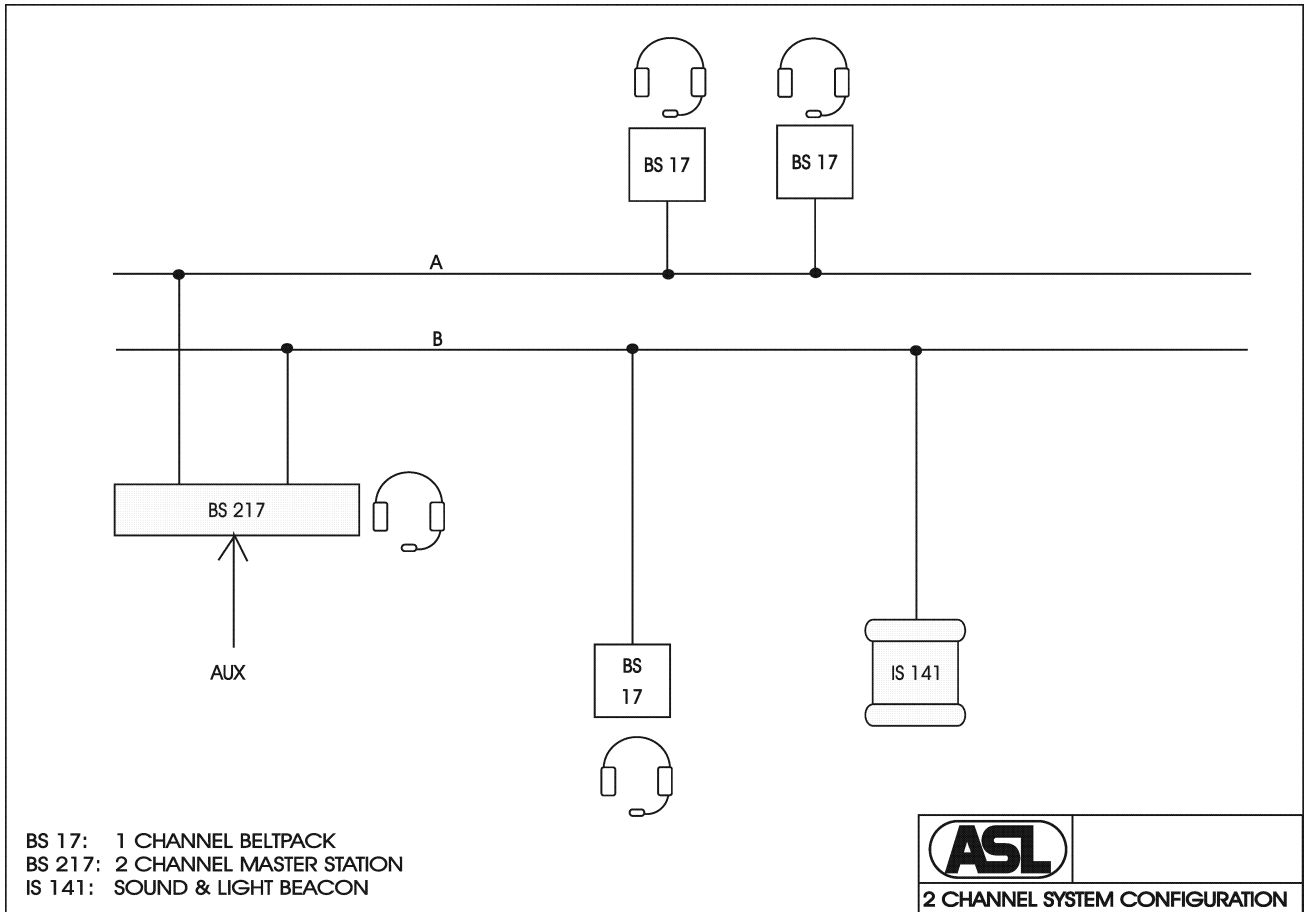 BS 17
BS 17
A
B
BS 217
AUX
BS
17
IS 141
BS 17: 1 CHANNEL BELTPACK
BS 217: 2 CHANNEL MASTER STATION
IS 141: SOUND & LIGHT BEACON
ASL
2 CHANNEL SYSTEM CONFIGURATION